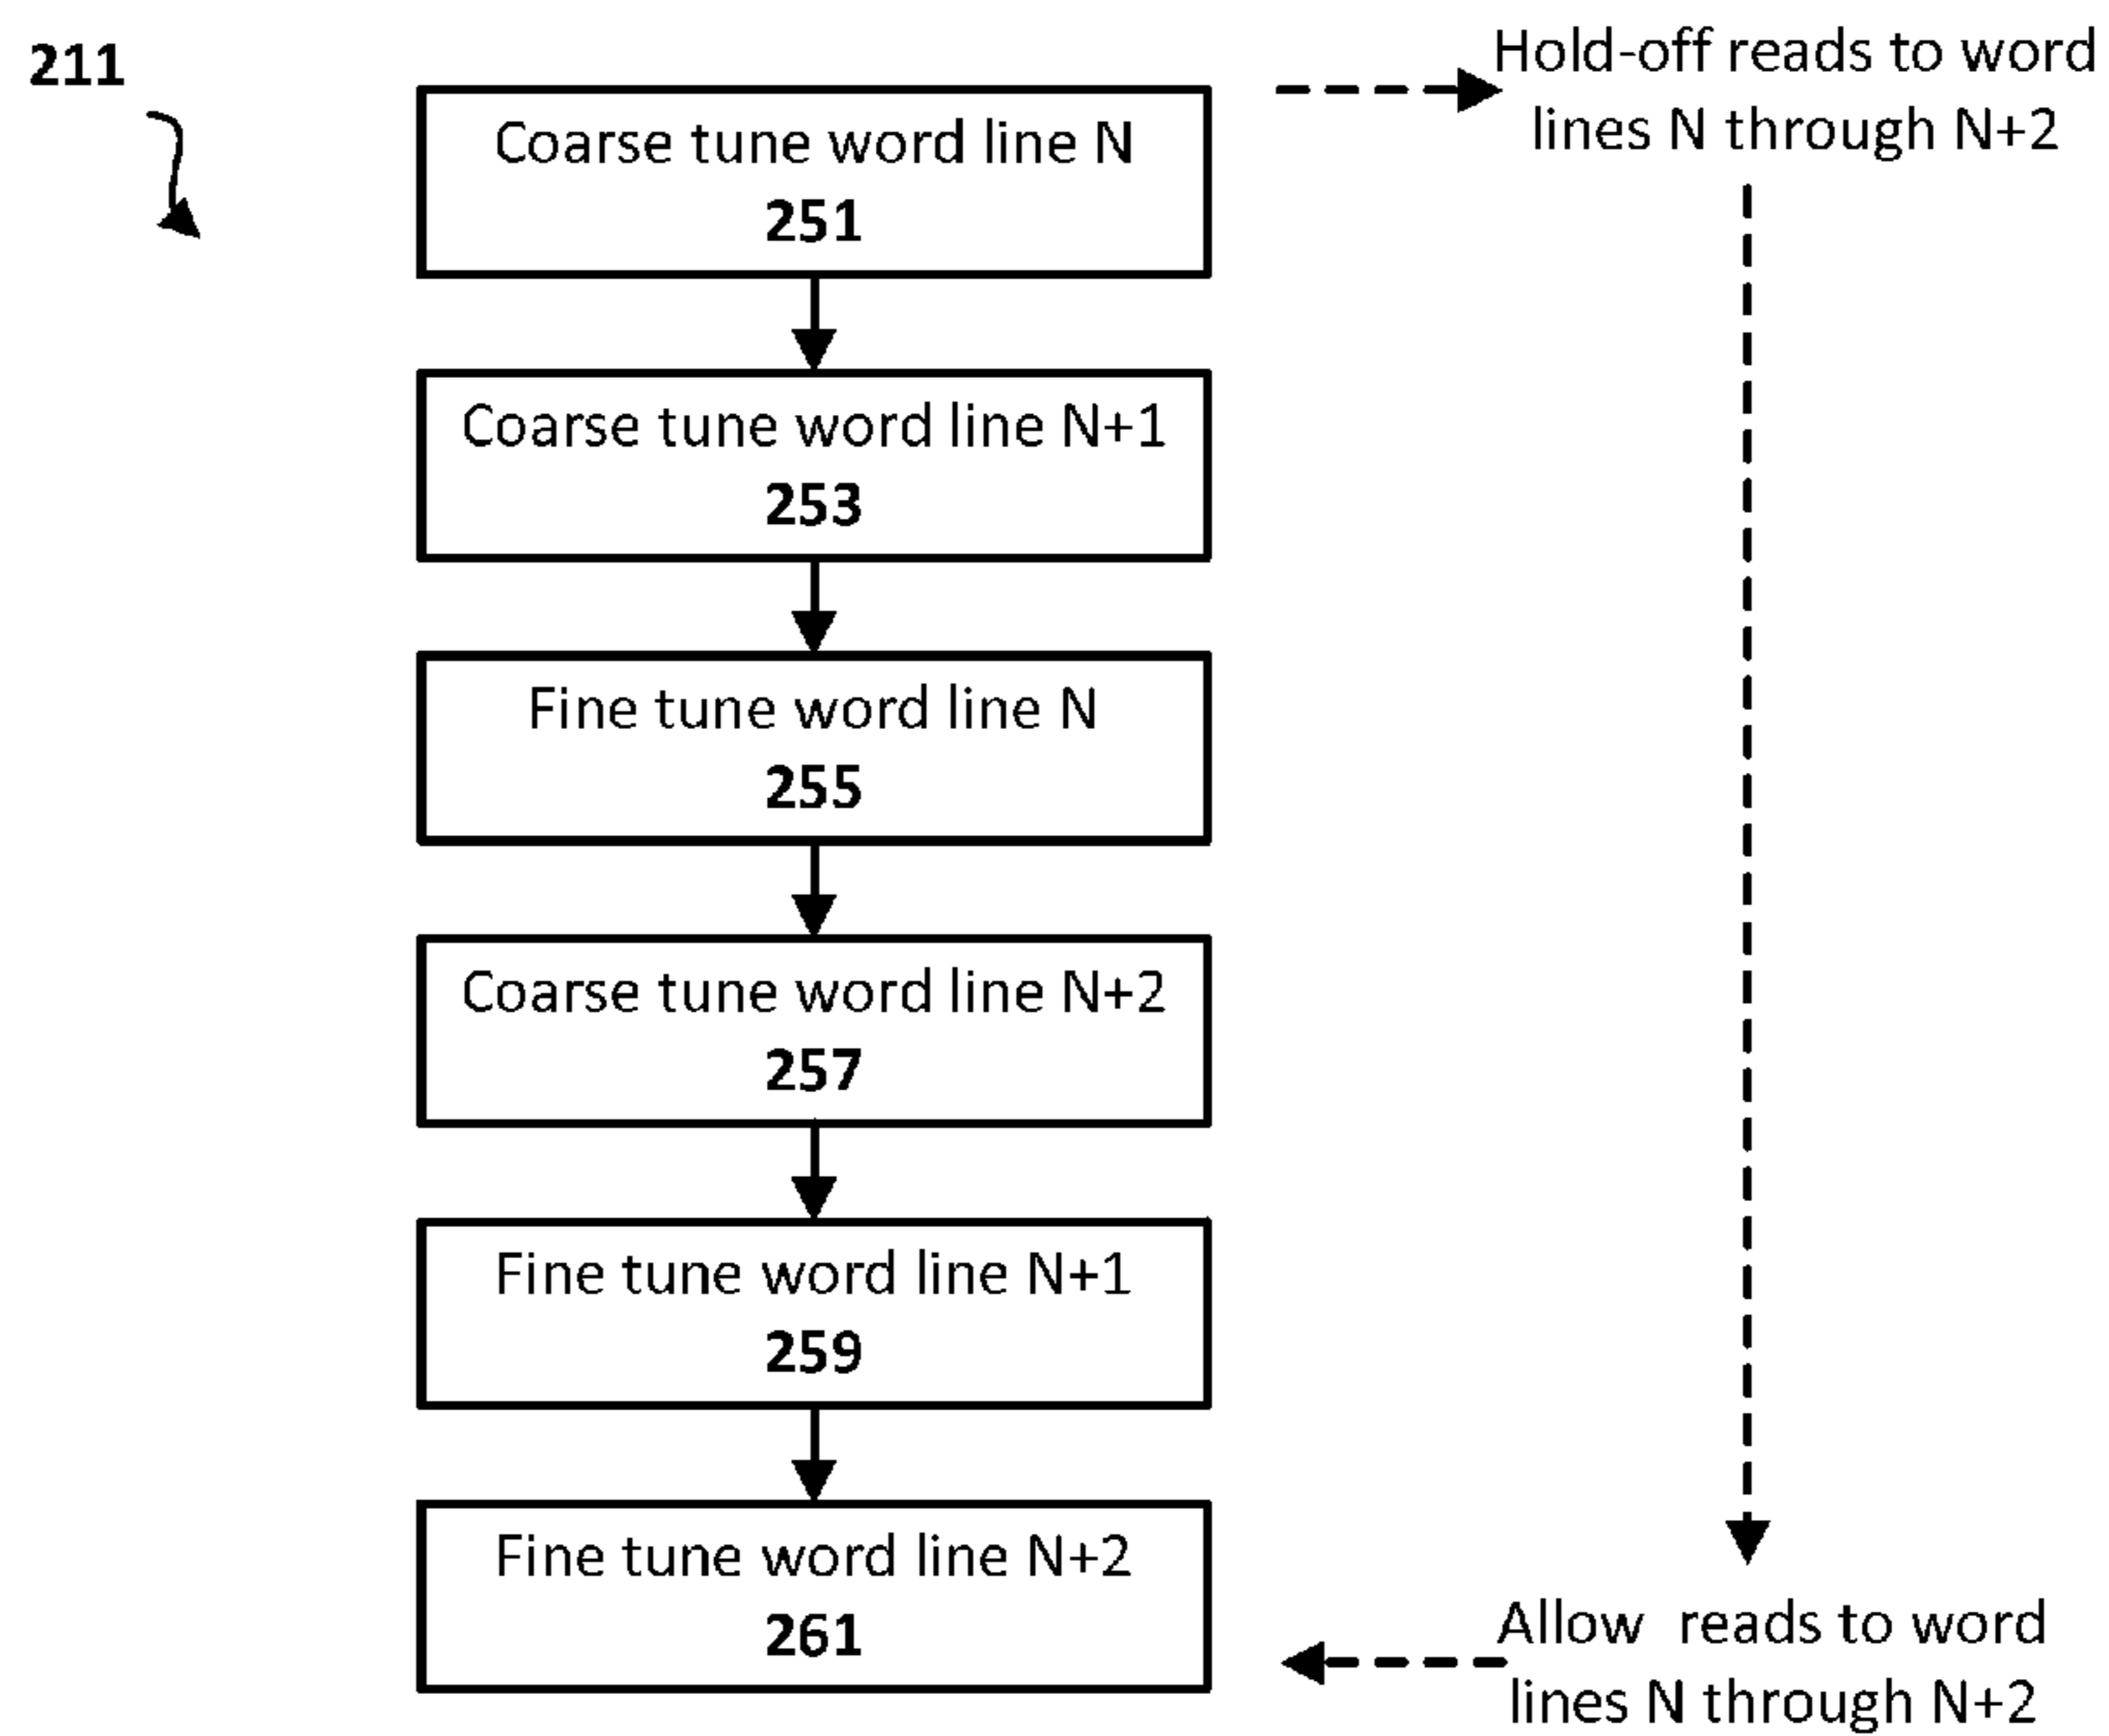 211
Hold-off reads to word
lines N through N+2
Coarse tune word line N
251
Coarse tune word line N+1
253
Fine tune word line N
255
Coarse tune word line N+2
257
Fine tune word line N+1
259
Fine tune word line N+2
261
Allow reads to word
lines N through N+2